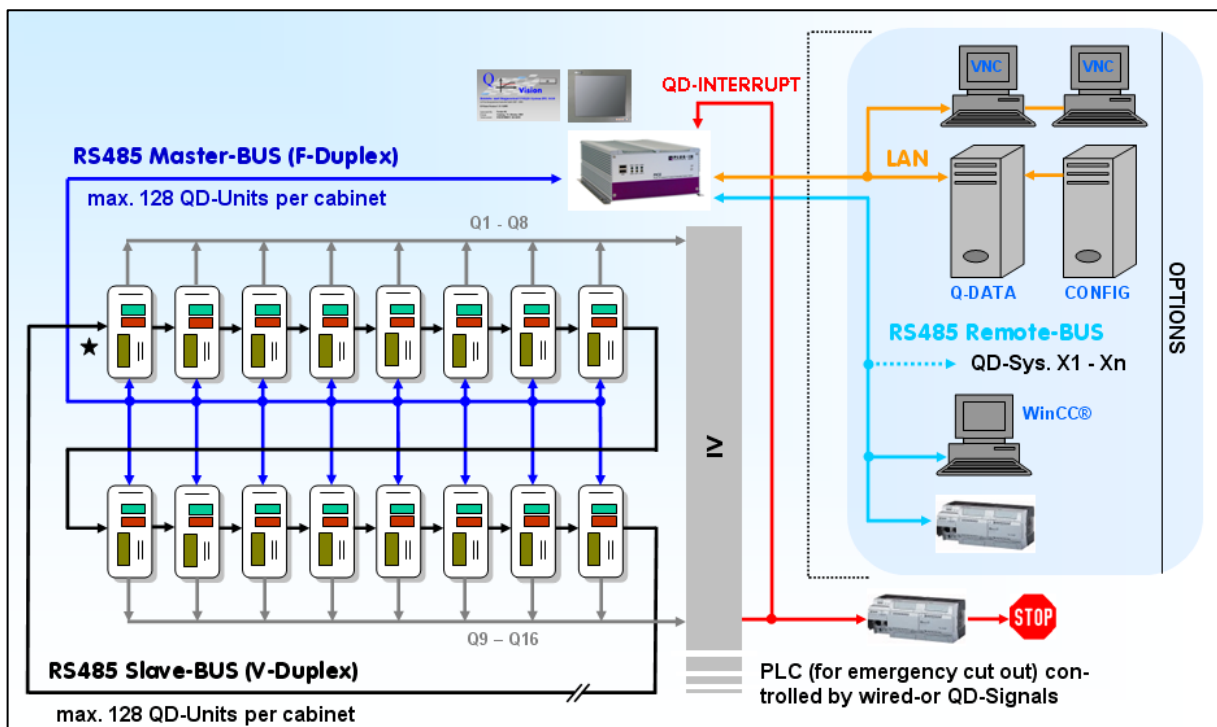 QD-INTERRUPT
VNC
VNC
Q
Vision
RS485 Master-BUS (F-Duplex)
max. 128 QD-Units per cabinet
LAN
Q1 - Q8
Q-DATA
CONFIG
OPTIONS
RS485 Remote-BUS
QD-Sys. X1 - Xn
WinCC®
IV
STOP
Q9 – Q16
RS485 Slave-BUS (V-Duplex)
max. 128 QD-Units per cabinet
PLC (for emergency cut out) con-
trolled by wired-or QD-Signals